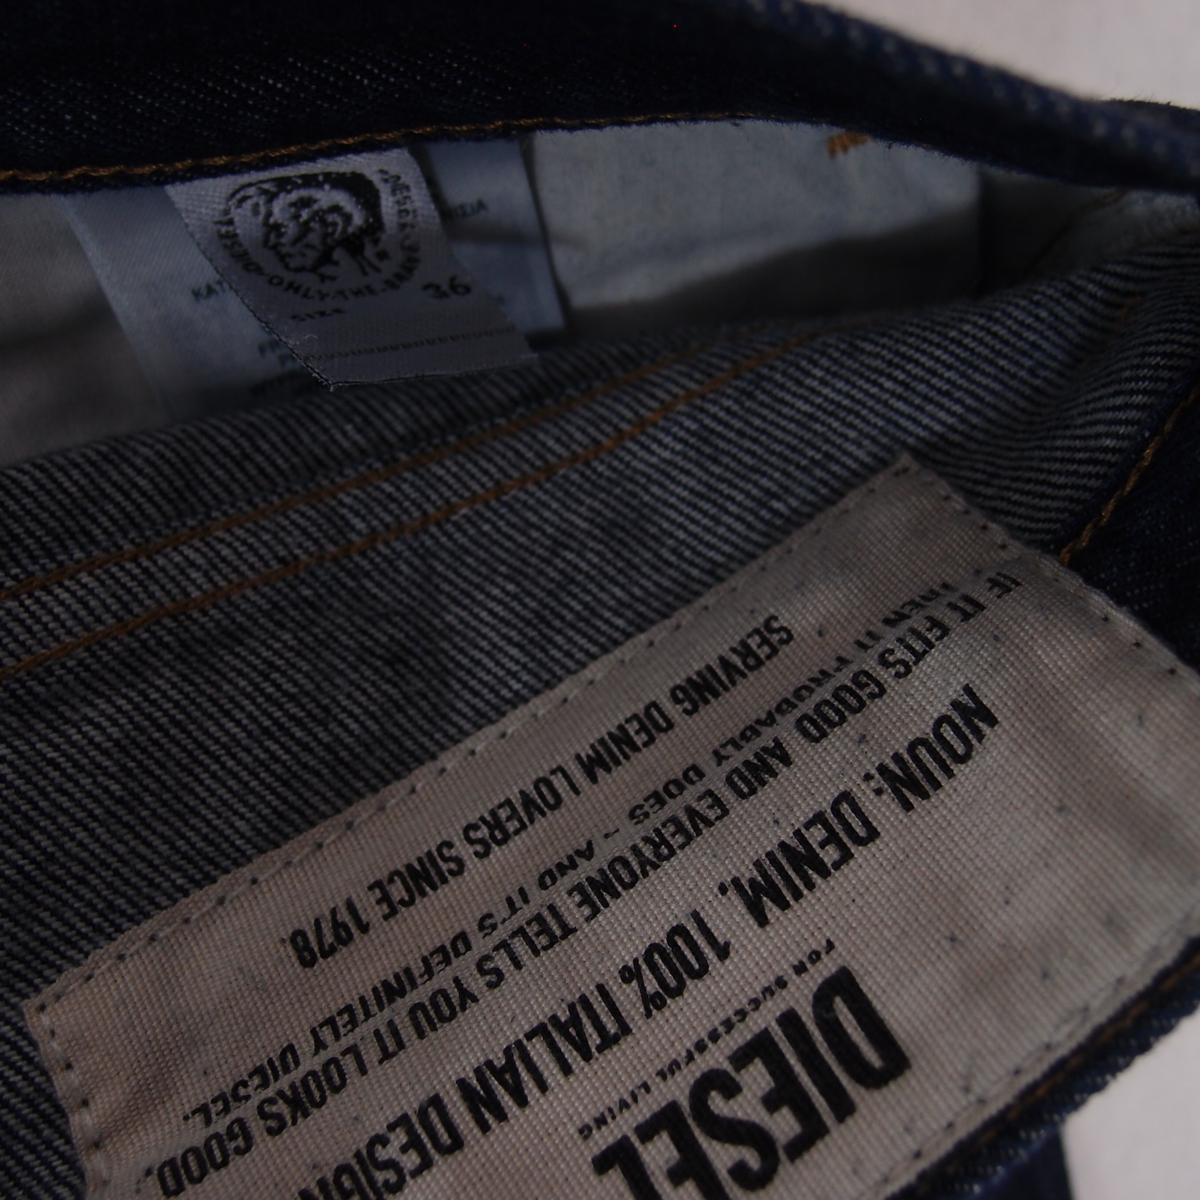 DIESEL·ONLY·THE·BRAVE
SIZE 36
DIESEL
FOR SUCCESSFUL LIVING
NOUN: DENIM. 100% ITALIAN DESIGN
IF IT FITS GOOD AND EVERYONE TELLS YOU IT LOOKS GOOD,
THEN IT PROBABLY DOES - AND IT'S DEFINITELY DIESEL.
SERVING DENIM LOVERS SINCE 1978.